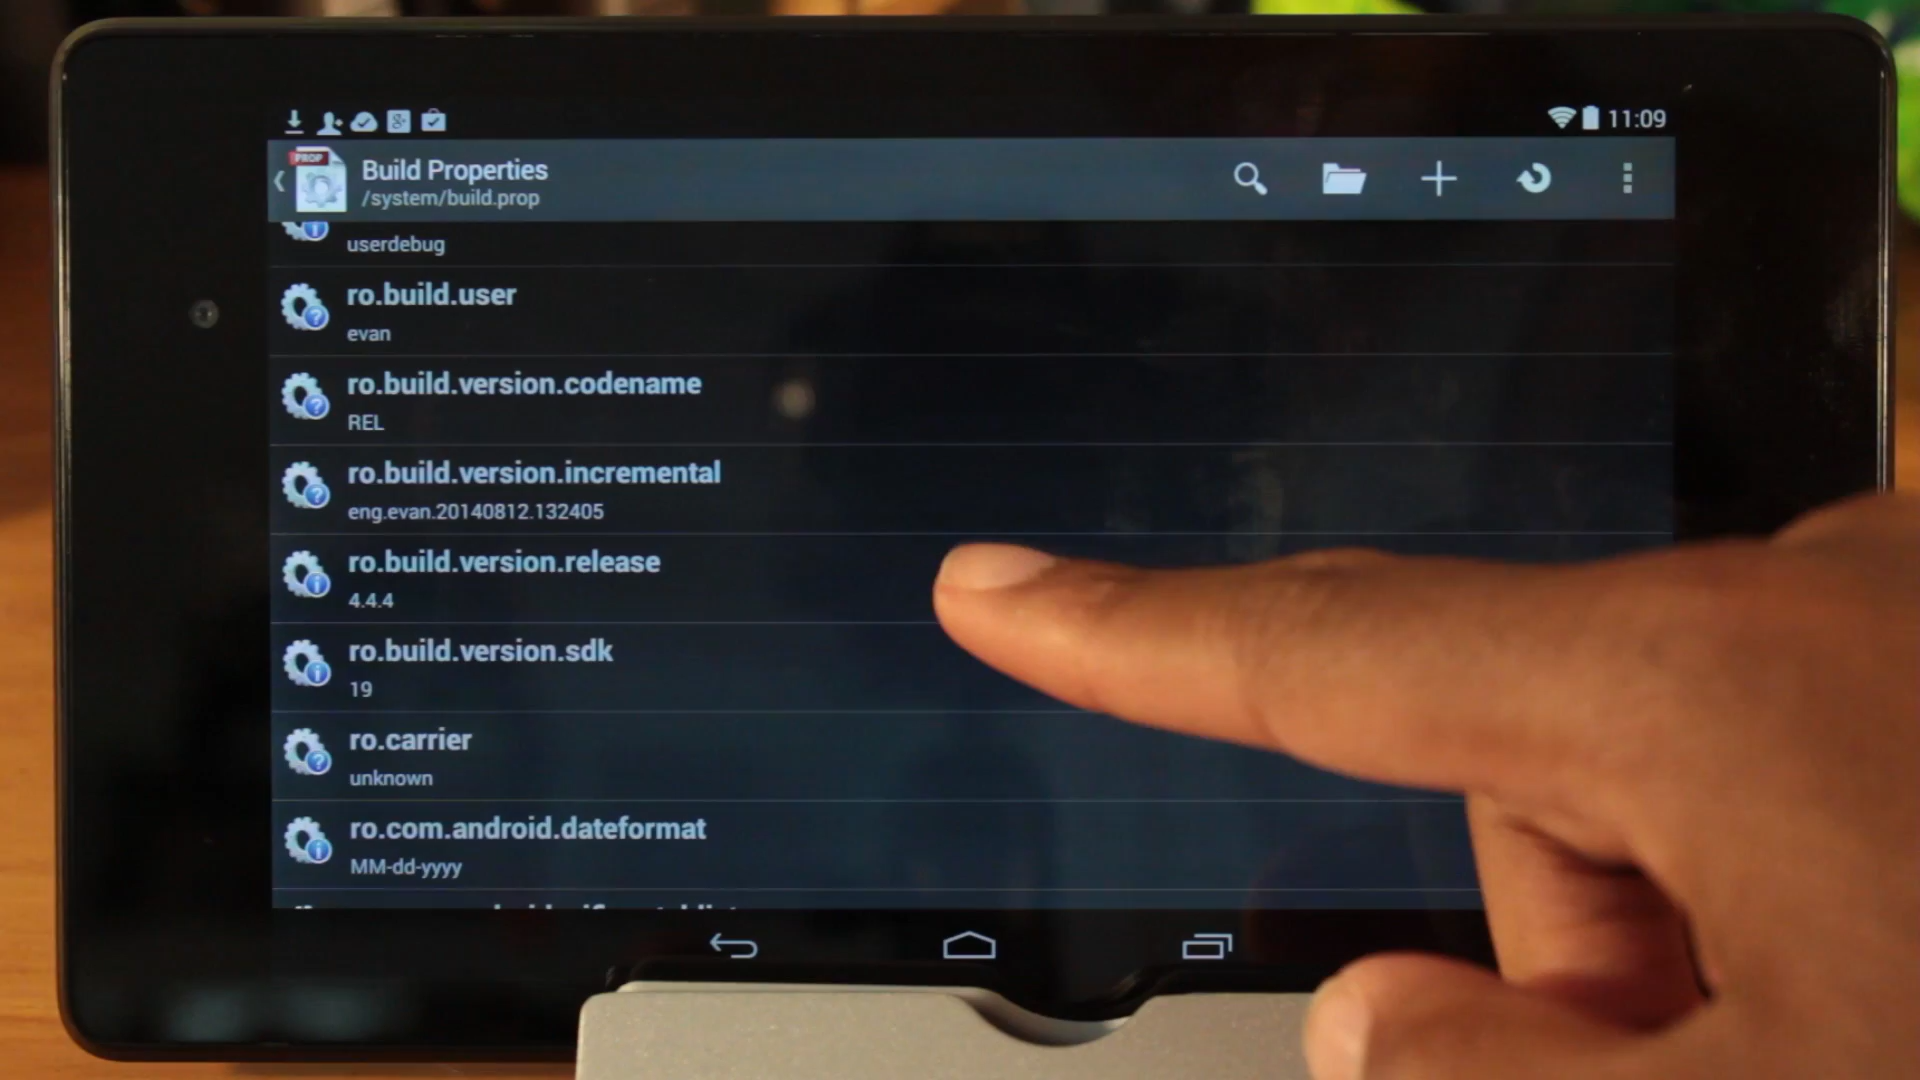 11:09
PROP
Build Properties
/system/build.prop
userdebug
ro.build.user
evan
ro.build.version.codename
REL
ro.build.version.incremental
eng.evan.20140812.132405
ro.build.version.release
4.4.4
ro.build.version.sdk
19
ro.carrier
unknown
ro.com.android.dateformat
MM-dd-yyyy